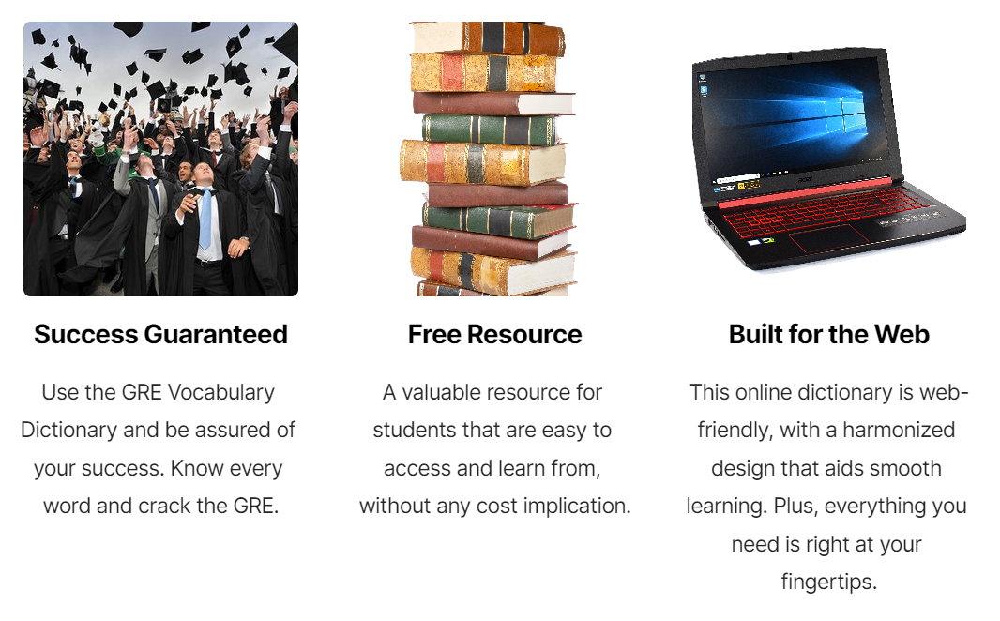 Success Guaranteed
Use the GRE Vocabulary
Dictionary and be assured of
your success. Know every
word and crack the GRE.
Free Resource
A valuable resource for
students that are easy to
access and learn from,
without any cost implication.
acer
Built for the Web
This online dictionary is web-
friendly, with a harmonized
design that aids smooth
learning. Plus, everything you
need is right at your
fingertips.